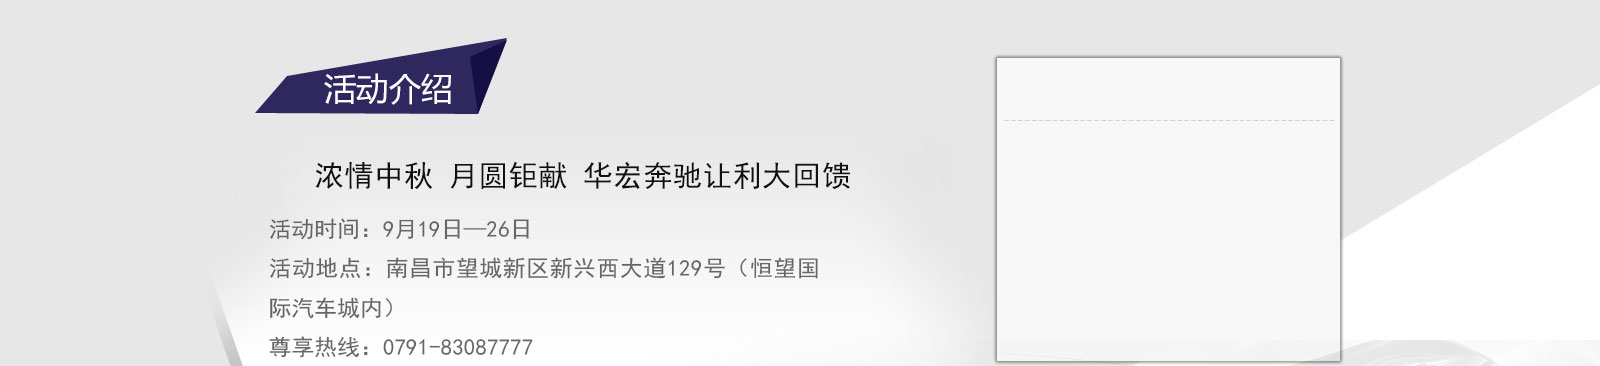 活动介绍
浓情中秋 月圆钜献 华宏奔驰让利大回馈
活动时间：9月19日—26日
活动地点：南昌市望城新区新兴西大道129号（恒望国
际汽车城内）
尊享热线：0791-83087777